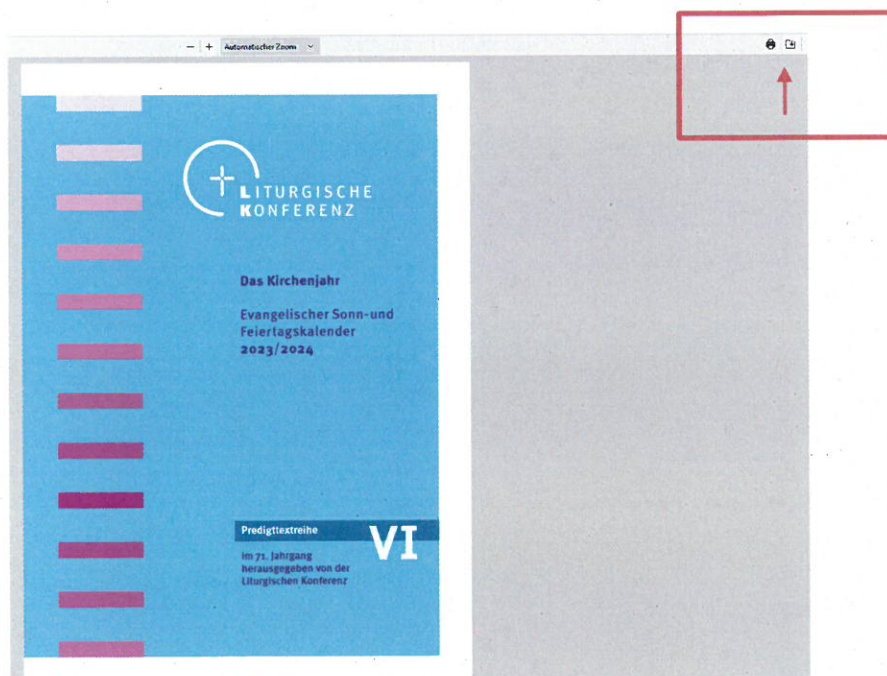 − + Automatischer Zoom
LITURGISCHE
KONFERENZ
Das Kirchenjahr
Evangelischer Sonn-und
Feiertagskalender
2023/2024
Predigttextreihe
VI
im 71. Jahrgang
herausgegeben von der
Liturgischen Konferenz